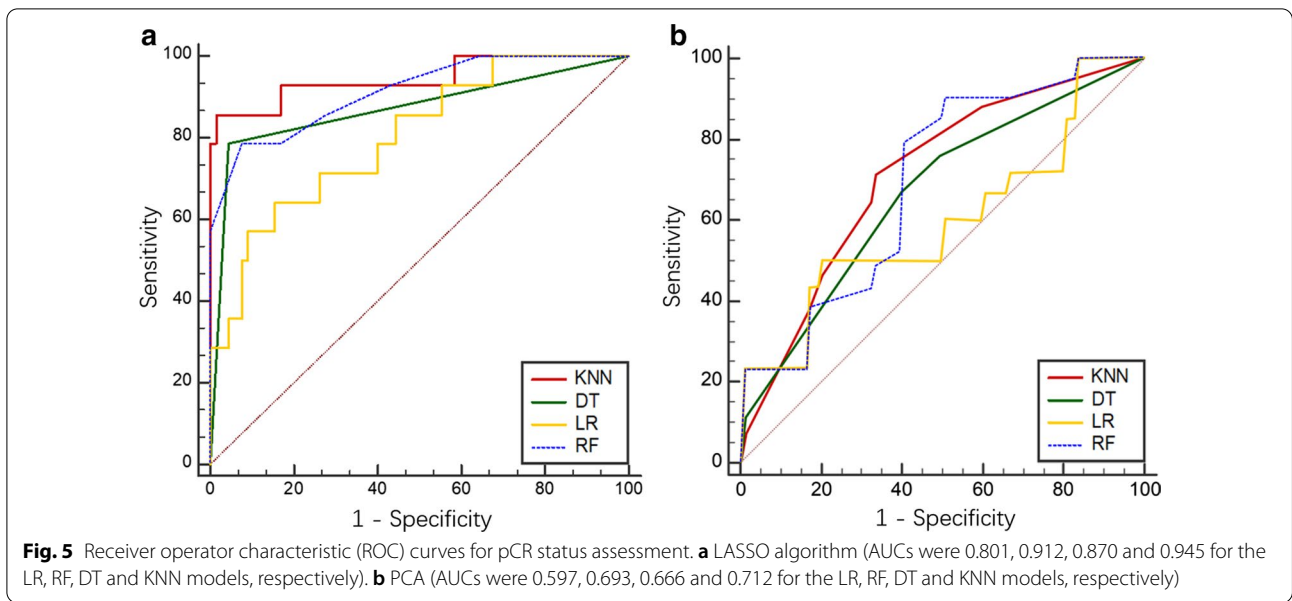 a
100
80
60
40
20
0
Sensitivity
0 20 40 60 80 100
1 - Specificity
KNN
DT
LR
RF
b
100
80
60
40
20
0
Sensitivity
0 20 40 60 80 100
1 - Specificity
KNN
DT
LR
RF
Fig. 5 Receiver operator characteristic (ROC) curves for pCR status assessment. a LASSO algorithm (AUCs were 0.801, 0.912, 0.870 and 0.945 for the
LR, RF, DT and KNN models, respectively). b PCA (AUCs were 0.597, 0.693, 0.666 and 0.712 for the LR, RF, DT and KNN models, respectively)